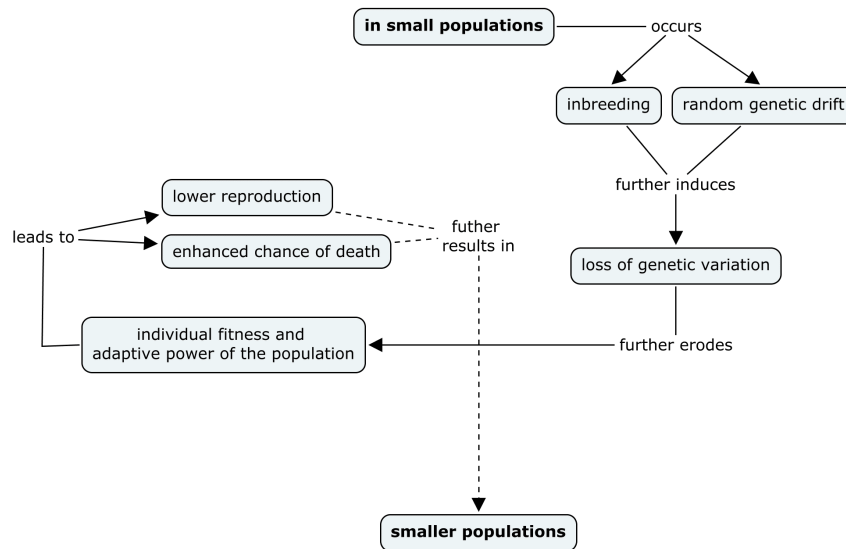 in small populations
occurs
inbreeding
random genetic drift
further induces
loss of genetic variation
further erodes
individual fitness and
adaptive power of the population
leads to
lower reproduction
enhanced chance of death
futher
results in
smaller populations